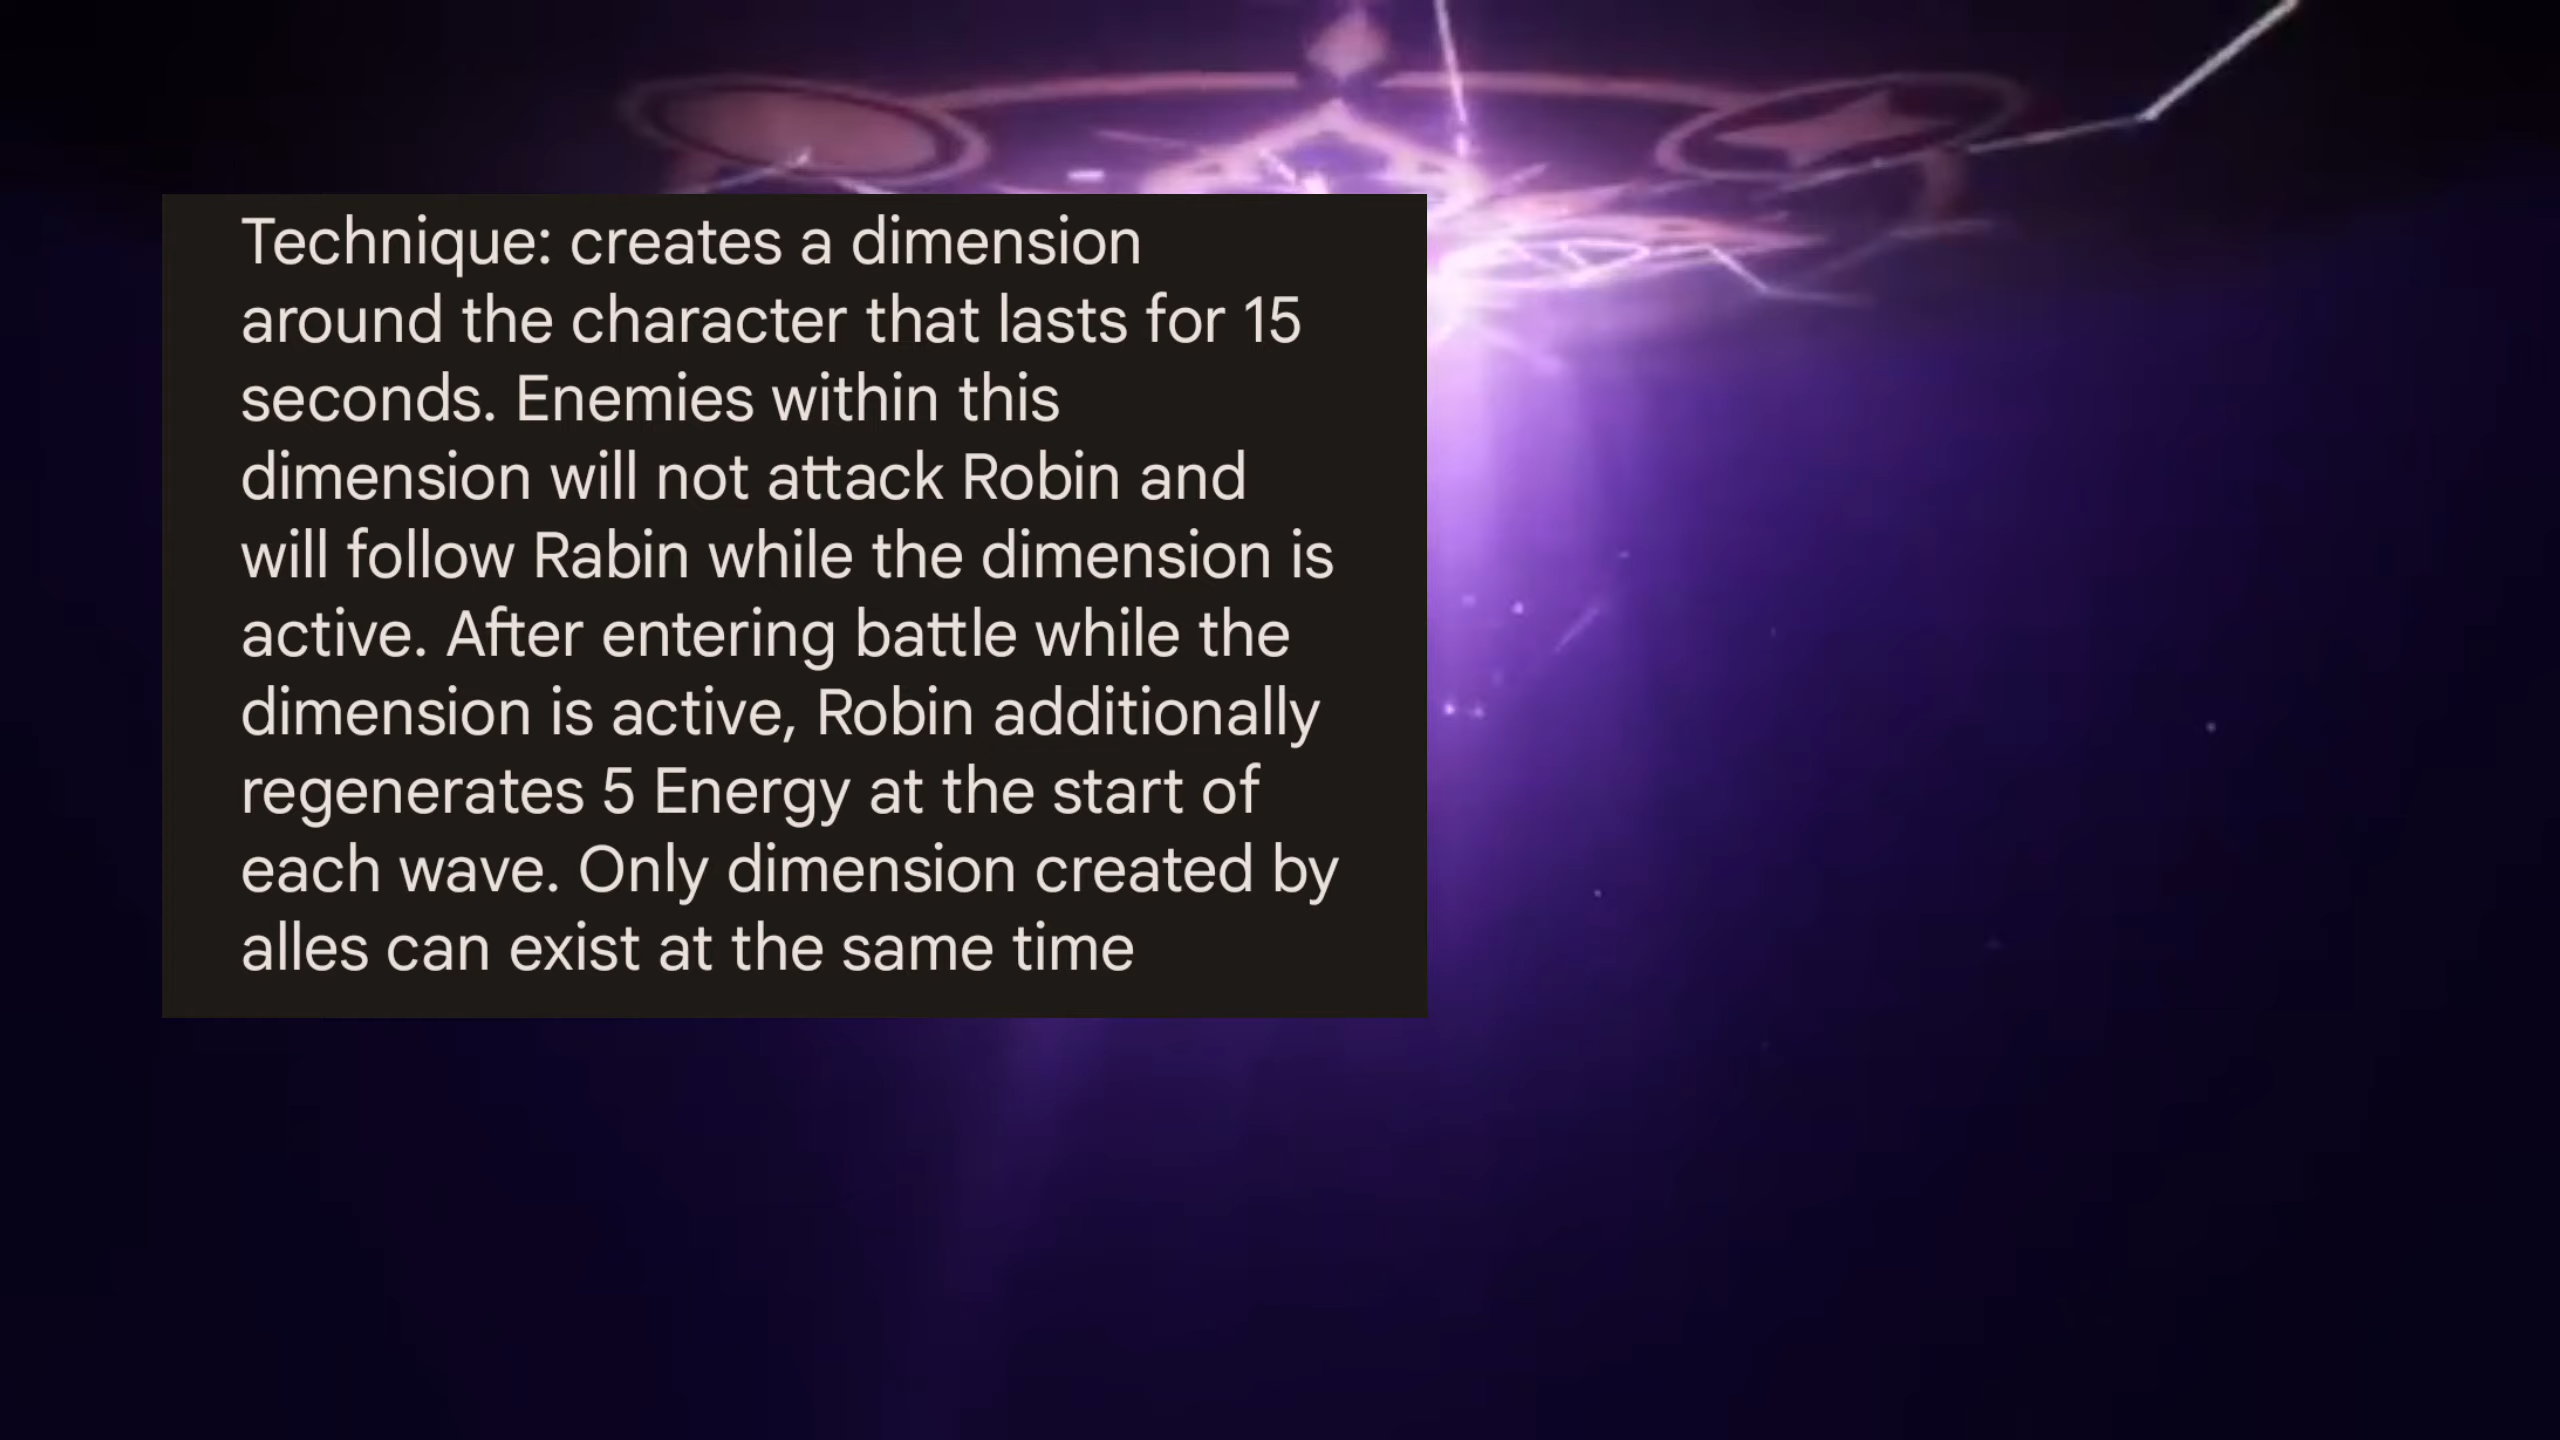 Technique: creates a dimension
around the character that lasts for 15
seconds. Enemies within this
dimension will not attack Robin and
will follow Rabin while the dimension is
active. After entering battle while the
dimension is active, Robin additionally
regenerates 5 Energy at the start of
each wave. Only dimension created by
alles can exist at the same time